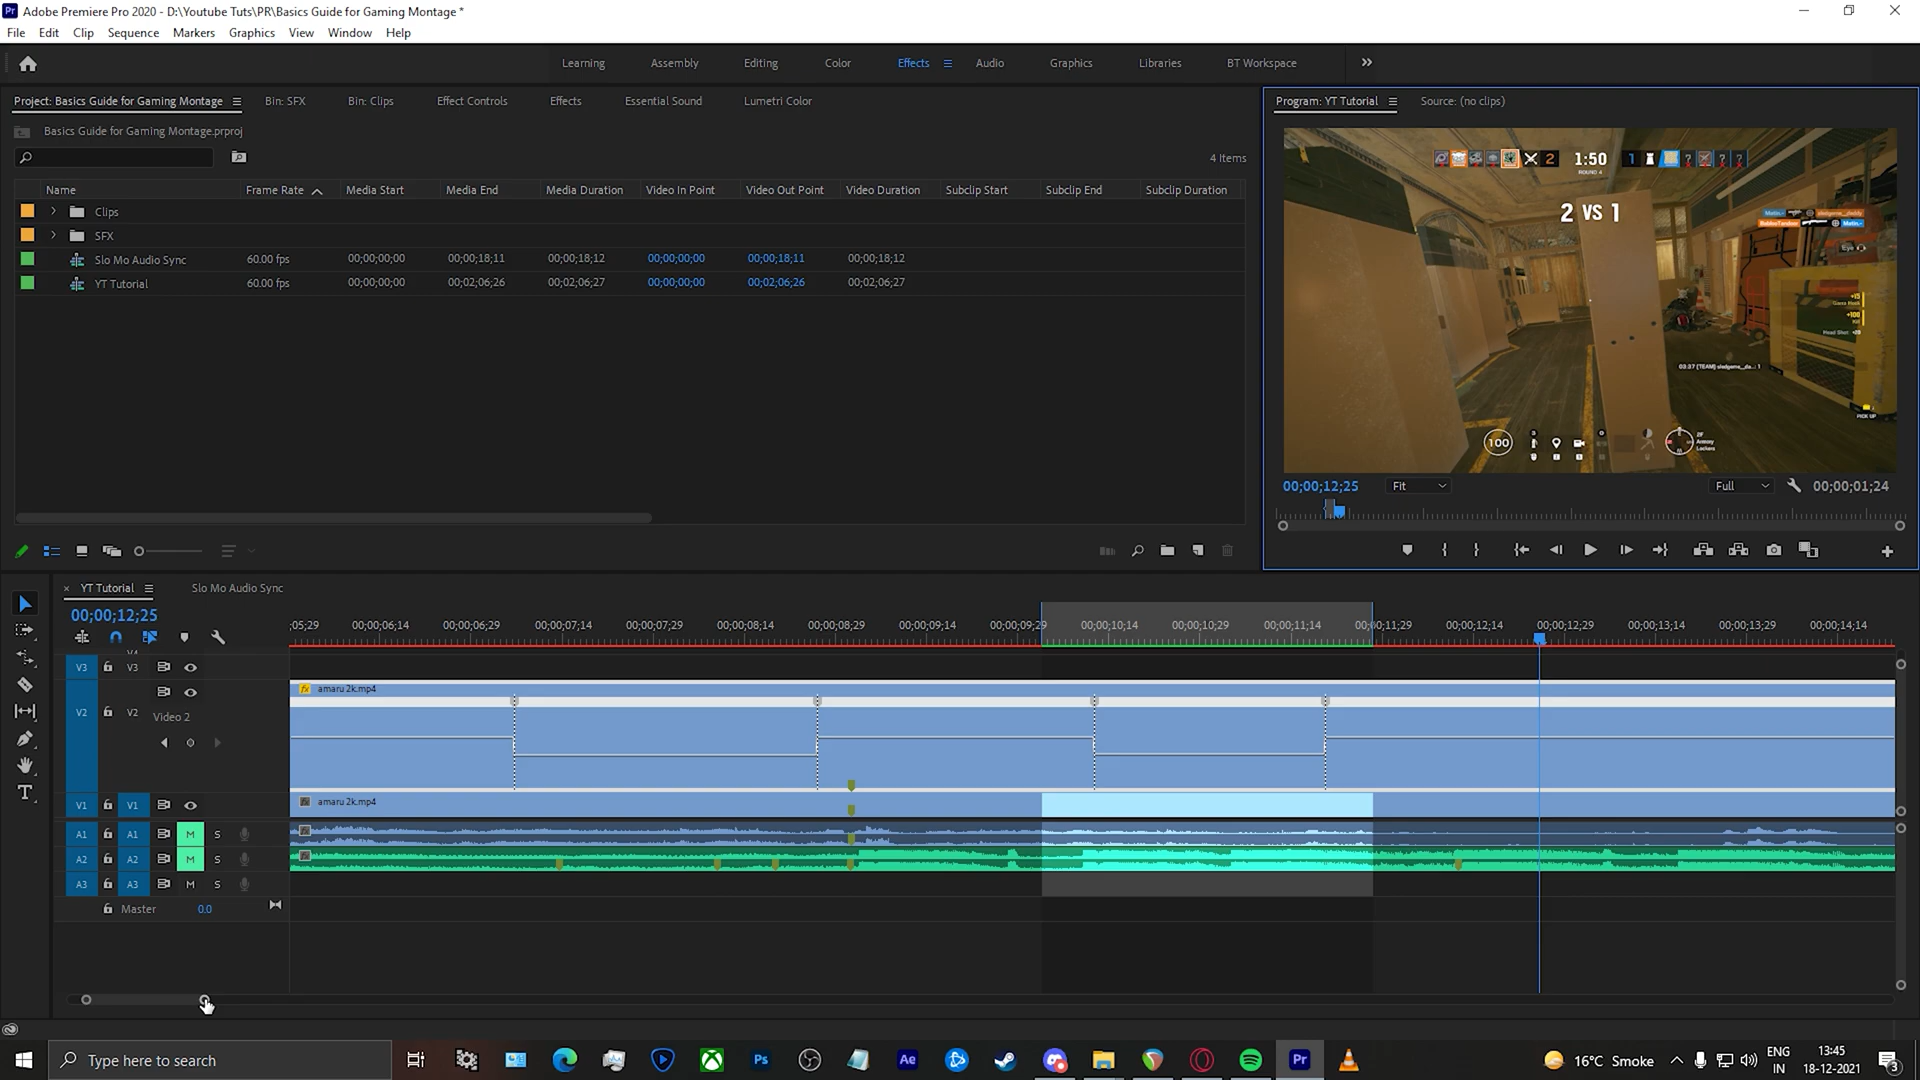 Adobe Premiere Pro 2020 - D:\Youtube Tuts\PR\Basics Guide for Gaming Montage *
File Edit Clip Sequence Markers Graphics View Window Help
Learning Assembly Editing Color Effects Audio Graphics Libraries BT Workspace
Project: Basics Guide for Gaming Montage Bin: SFX Bin: Clips Effect Controls Effects Essential Sound Lumetri Color
Program: YT Tutorial Source: (no clips)
Basics Guide for Gaming Montage.prproj
4 Items
Name Frame Rate Media Start Media End Media Duration Video In Point Video Out Point Video Duration Subclip Start Subclip End Subclip Duration
Clips
SFX
Slo Mo Audio Sync 60.00 fps 00;00;00;00 00;00;18;11 00;00;18;12 00;00;00;00 00;00;18;11 00;00;18;12
YT Tutorial 60.00 fps 00;00;00;00 00;02;06;26 00;02;06;27 00;00;00;00 00;02;06;26 00;02;06;27
2 1:50 1 ? ? ?
ROUND 4
2 VS 1
+100
PICK UP
100
Armory
Lockers
00;00;12;25 Fit Full 00;00;01;24
YT Tutorial Slo Mo Audio Sync
00;00;12;25
;05;29 00;00;06;14 00;00;06;29 00;00;07;14 00;00;07;29 00;00;08;14 00;00;08;29 00;00;09;14 00;00;09;29 00;00;10;14 00;00;10;29 00;00;11;14 00;00;11;29 00;00;12;14 00;00;12;29 00;00;13;14 00;00;13;29 00;00;14;14
V3 V3
fx amaru 2k.mp4
V2 V2 Video 2
V1 V1 fx amaru 2k.mp4
A1 A1 M S
A2 A2 M S
A3 A3 M S
Master 0.0
Type here to search
Ps Ae Pr
16°C Smoke
ENG
IN
13:45
18-12-2021
3